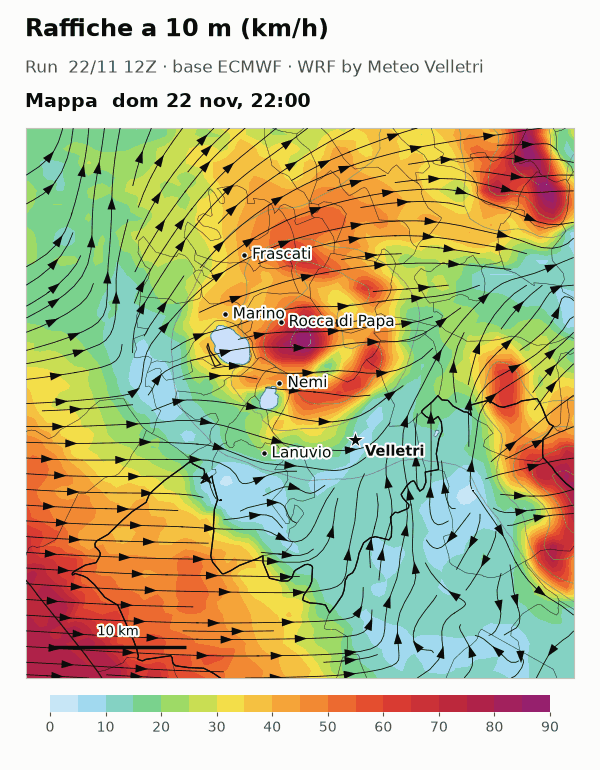 Raffiche a 10 m (km/h)
Run  22/11 12Z · base ECMWF · WRF by Meteo Velletri
Mappa  dom 22 nov, 22:00
Frascati
Marino
Rocca di Papa
Nemi
Velletri
Lanuvio
10 km
0 10 20 30 40 50 60 70 80 90